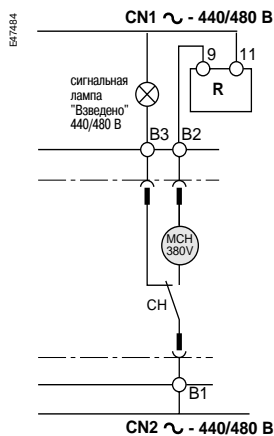 E47484
CN1 ∿ - 440/480 В
9 11
R
сигнальная
лампа
"Взведено"
440/480 В
B3 B2
MCH
380V
CH
B1
CN2 ∿ - 440/480 В